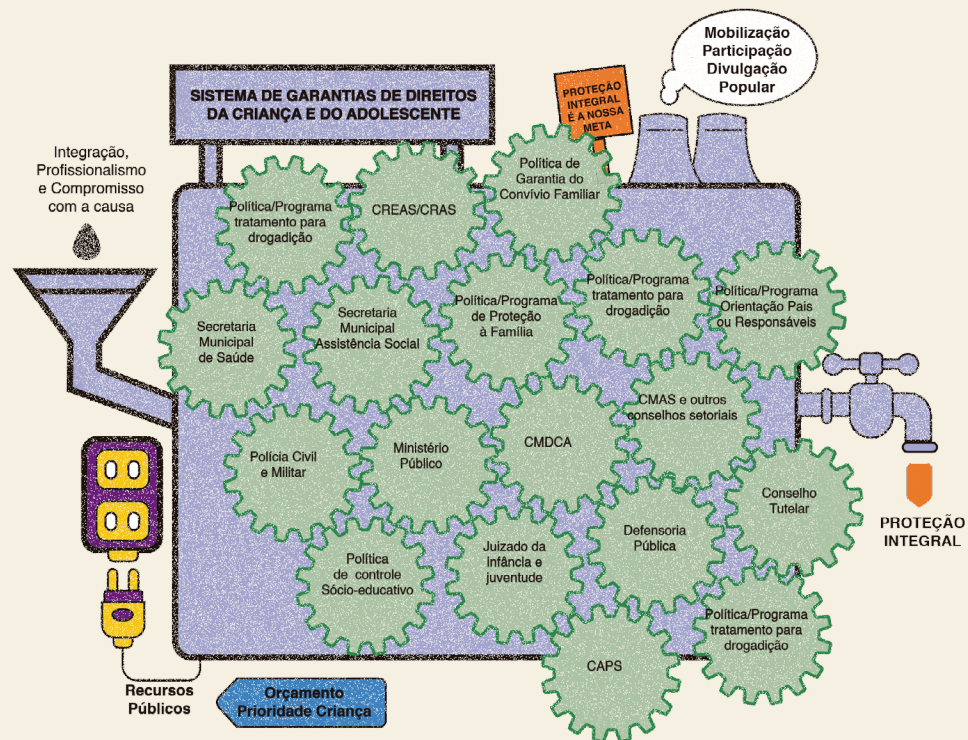 Mobilização
Participação
Divulgação
Popular
SISTEMA DE GARANTIAS DE DIREITOS
DA CRIANÇA E DO ADOLESCENTE
PROTEÇÃO
INTEGRAL
É A NOSSA
META
Integração,
Profissionalismo
e Compromisso
com a causa
Política/Programa
tratamento para
drogadição
CREAS/CRAS
Política de
Garantia do
Convívio Familiar
Secretaria
Municipal
de Saúde
Secretaria
Municipal
Assistência Social
Política/Programa
de Proteção
à Família
Política/Programa
tratamento para
drogadição
Política/Programa
Orientação Pais
ou Responsáveis
Polícia Civil
e Militar
Ministério
Público
CMDCA
CMAS e outros
conselhos setoriais
Conselho
Tutelar
PROTEÇÃO
INTEGRAL
Política
de controle
Sócio-educativo
Juizado da
infância e
juventude
Defensoria
Pública
Política/Programa
tratamento para
drogadição
CAPS
Recursos
Públicos
Orçamento
Prioridade Criança